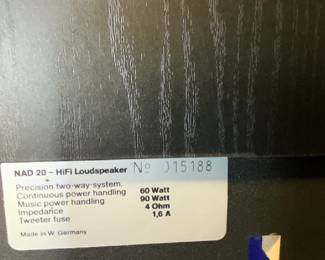 NAD 20 – HiFi Loudspeaker Nº 015188
Precision two-way-system.
Continuous power handling 60 Watt
Music power handling 90 Watt
Impedance 4 Ohm
Tweeter fuse 1,6 A
Made in W. Germany